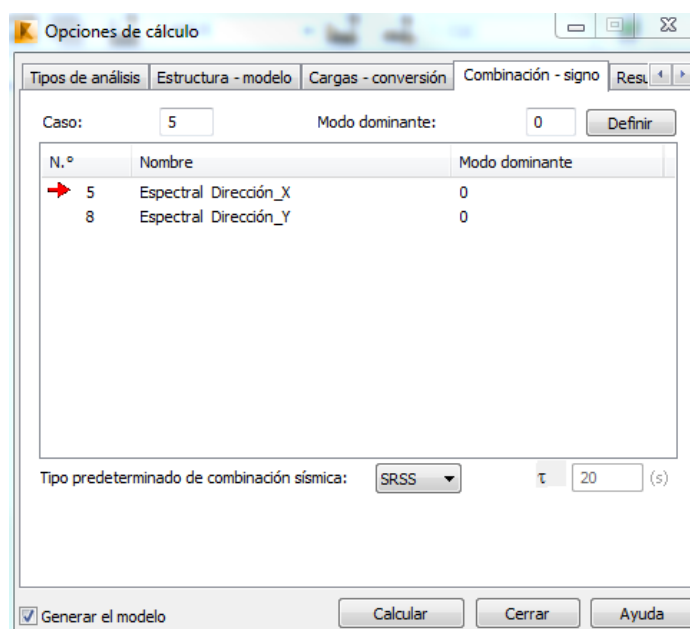 Opciones de cálculo
Tipos de análisis Estructura - modelo Cargas - conversión Combinación - signo Resu
Caso: 5 Modo dominante: 0 Definir
N.º Nombre Modo dominante
5 Espectral Dirección_X 0
8 Espectral Dirección_Y 0
Tipo predeterminado de combinación sísmica: SRSS τ 20 (s)
Generar el modelo Calcular Cerrar Ayuda